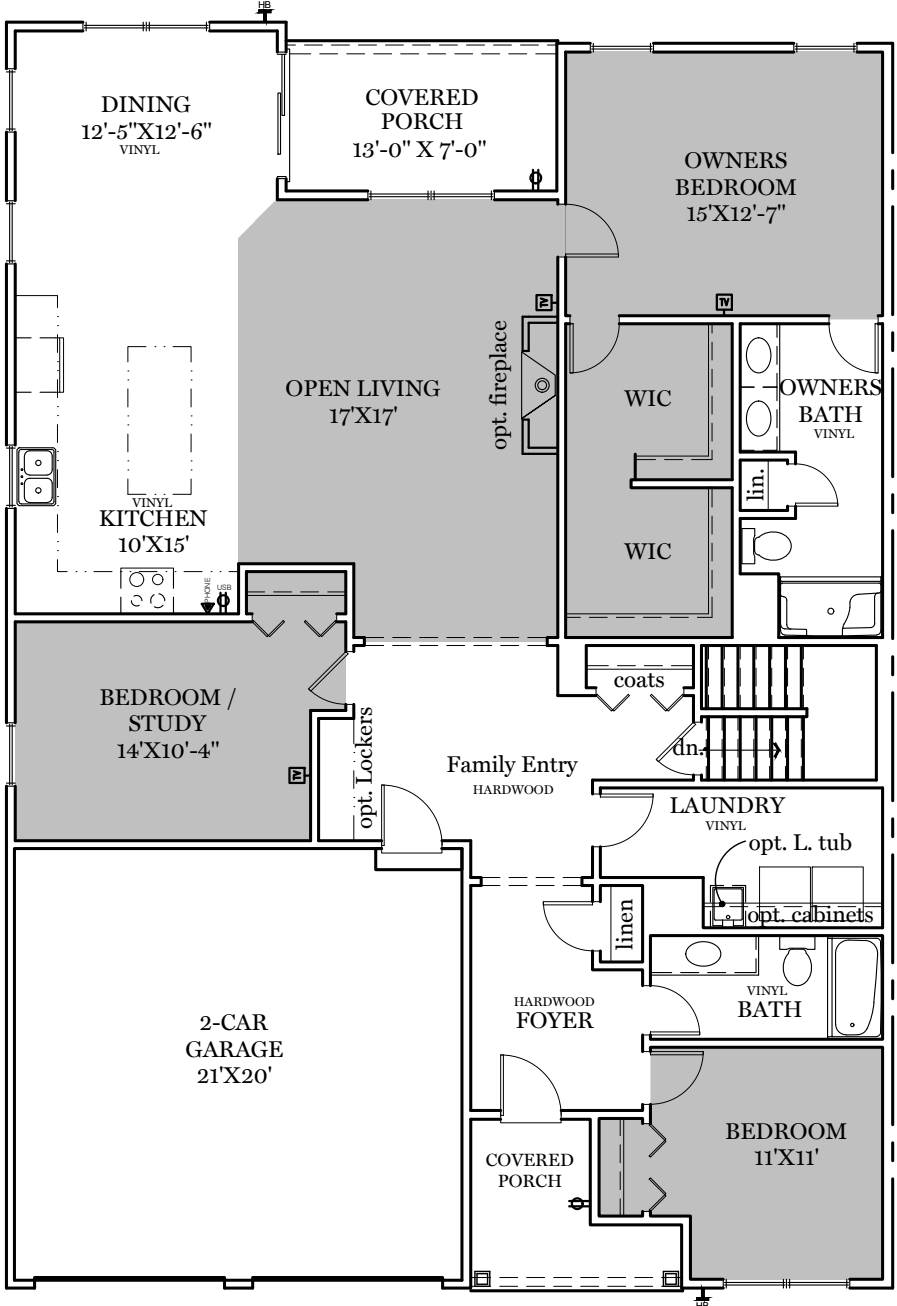 HB
DINING
12'-5"X12'-6"
VINYL
COVERED
PORCH
13'-0" X 7'-0"
OWNERS
BEDROOM
15'X12'-7"
TV
TV
opt. fireplace
OPEN LIVING
17'X17'
WIC
OWNERS
BATH
VINYL
lin.
VINYL
KITCHEN
10'X15'
PHONE
USB
WIC
BEDROOM /
STUDY
14'X10'-4"
TV
opt. Lockers
coats
dn.
Family Entry
HARDWOOD
LAUNDRY
VINYL
opt. L. tub
opt. cabinets
linen
HARDWOOD
FOYER
VINYL
BATH
2-CAR
GARAGE
21'X20'
COVERED
PORCH
BEDROOM
11'X11'
HB